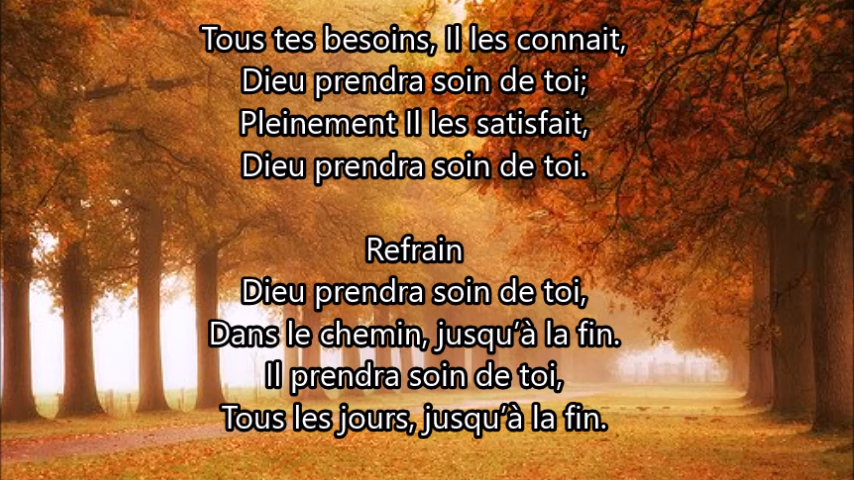 Tous tes besoins, Il les connait,
Dieu prendra soin de toi;
Pleinement Il les satisfait,
Dieu prendra soin de toi.
Refrain
Dieu prendra soin de toi,
Dans le chemin, jusqu’à la fin.
Il prendra soin de toi,
Tous les jours, jusqu’à la fin.